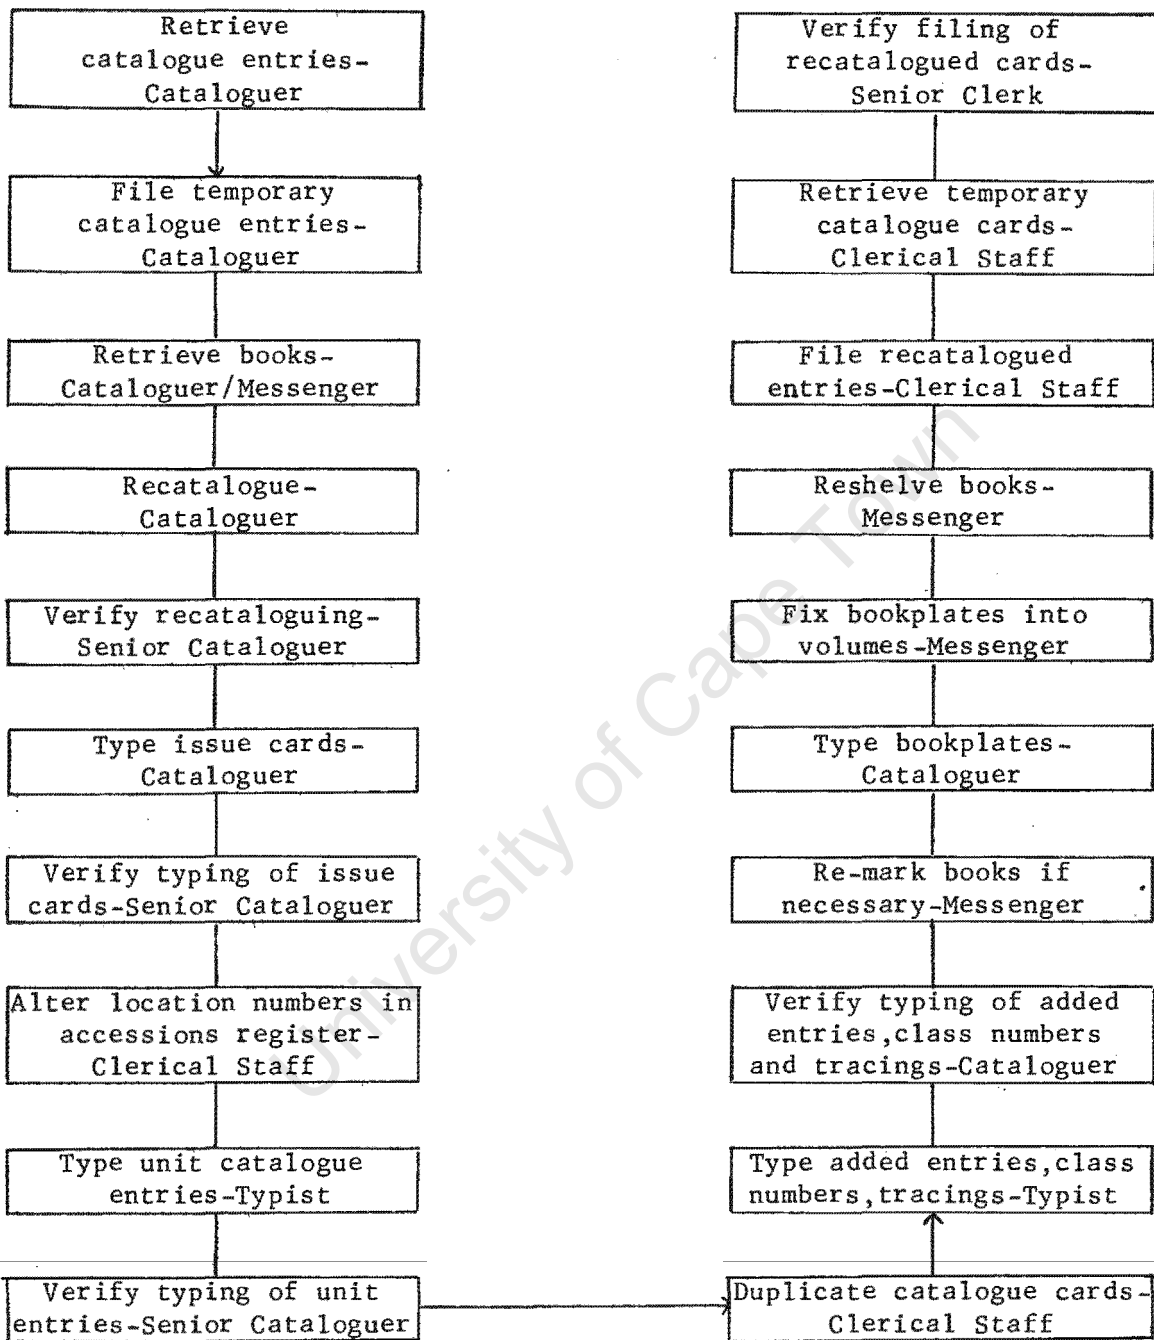 Retrieve
catalogue entries-
Cataloguer
File temporary
catalogue entries-
Cataloguer
Retrieve books-
Cataloguer/Messenger
Recatalogue-
Cataloguer
Verify recataloguing-
Senior Cataloguer
Type issue cards-
Cataloguer
Verify typing of issue
cards-Senior Cataloguer
Alter location numbers in
accessions register-
Clerical Staff
Type unit catalogue
entries-Typist
Verify typing of unit
entries-Senior Cataloguer
Duplicate catalogue cards-
Clerical Staff
Type added entries,class
numbers,tracings-Typist
Verify typing of added
entries,class numbers
and tracings-Cataloguer
Re-mark books if
necessary-Messenger
Type bookplates-
Cataloguer
Fix bookplates into
volumes-Messenger
Reshelve books-
Messenger
File recatalogued
entries-Clerical Staff
Retrieve temporary
catalogue cards-
Clerical Staff
Verify filing of
recatalogued cards-
Senior Clerk
University of Cape Town